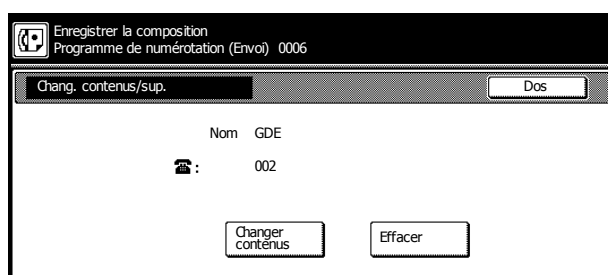 Enregistrer la composition
Programme de numérotation (Envoi) 0006
Chang. contenus/sup.
Dos
Nom GDE
☎: 002
Changer
contenus
Effacer